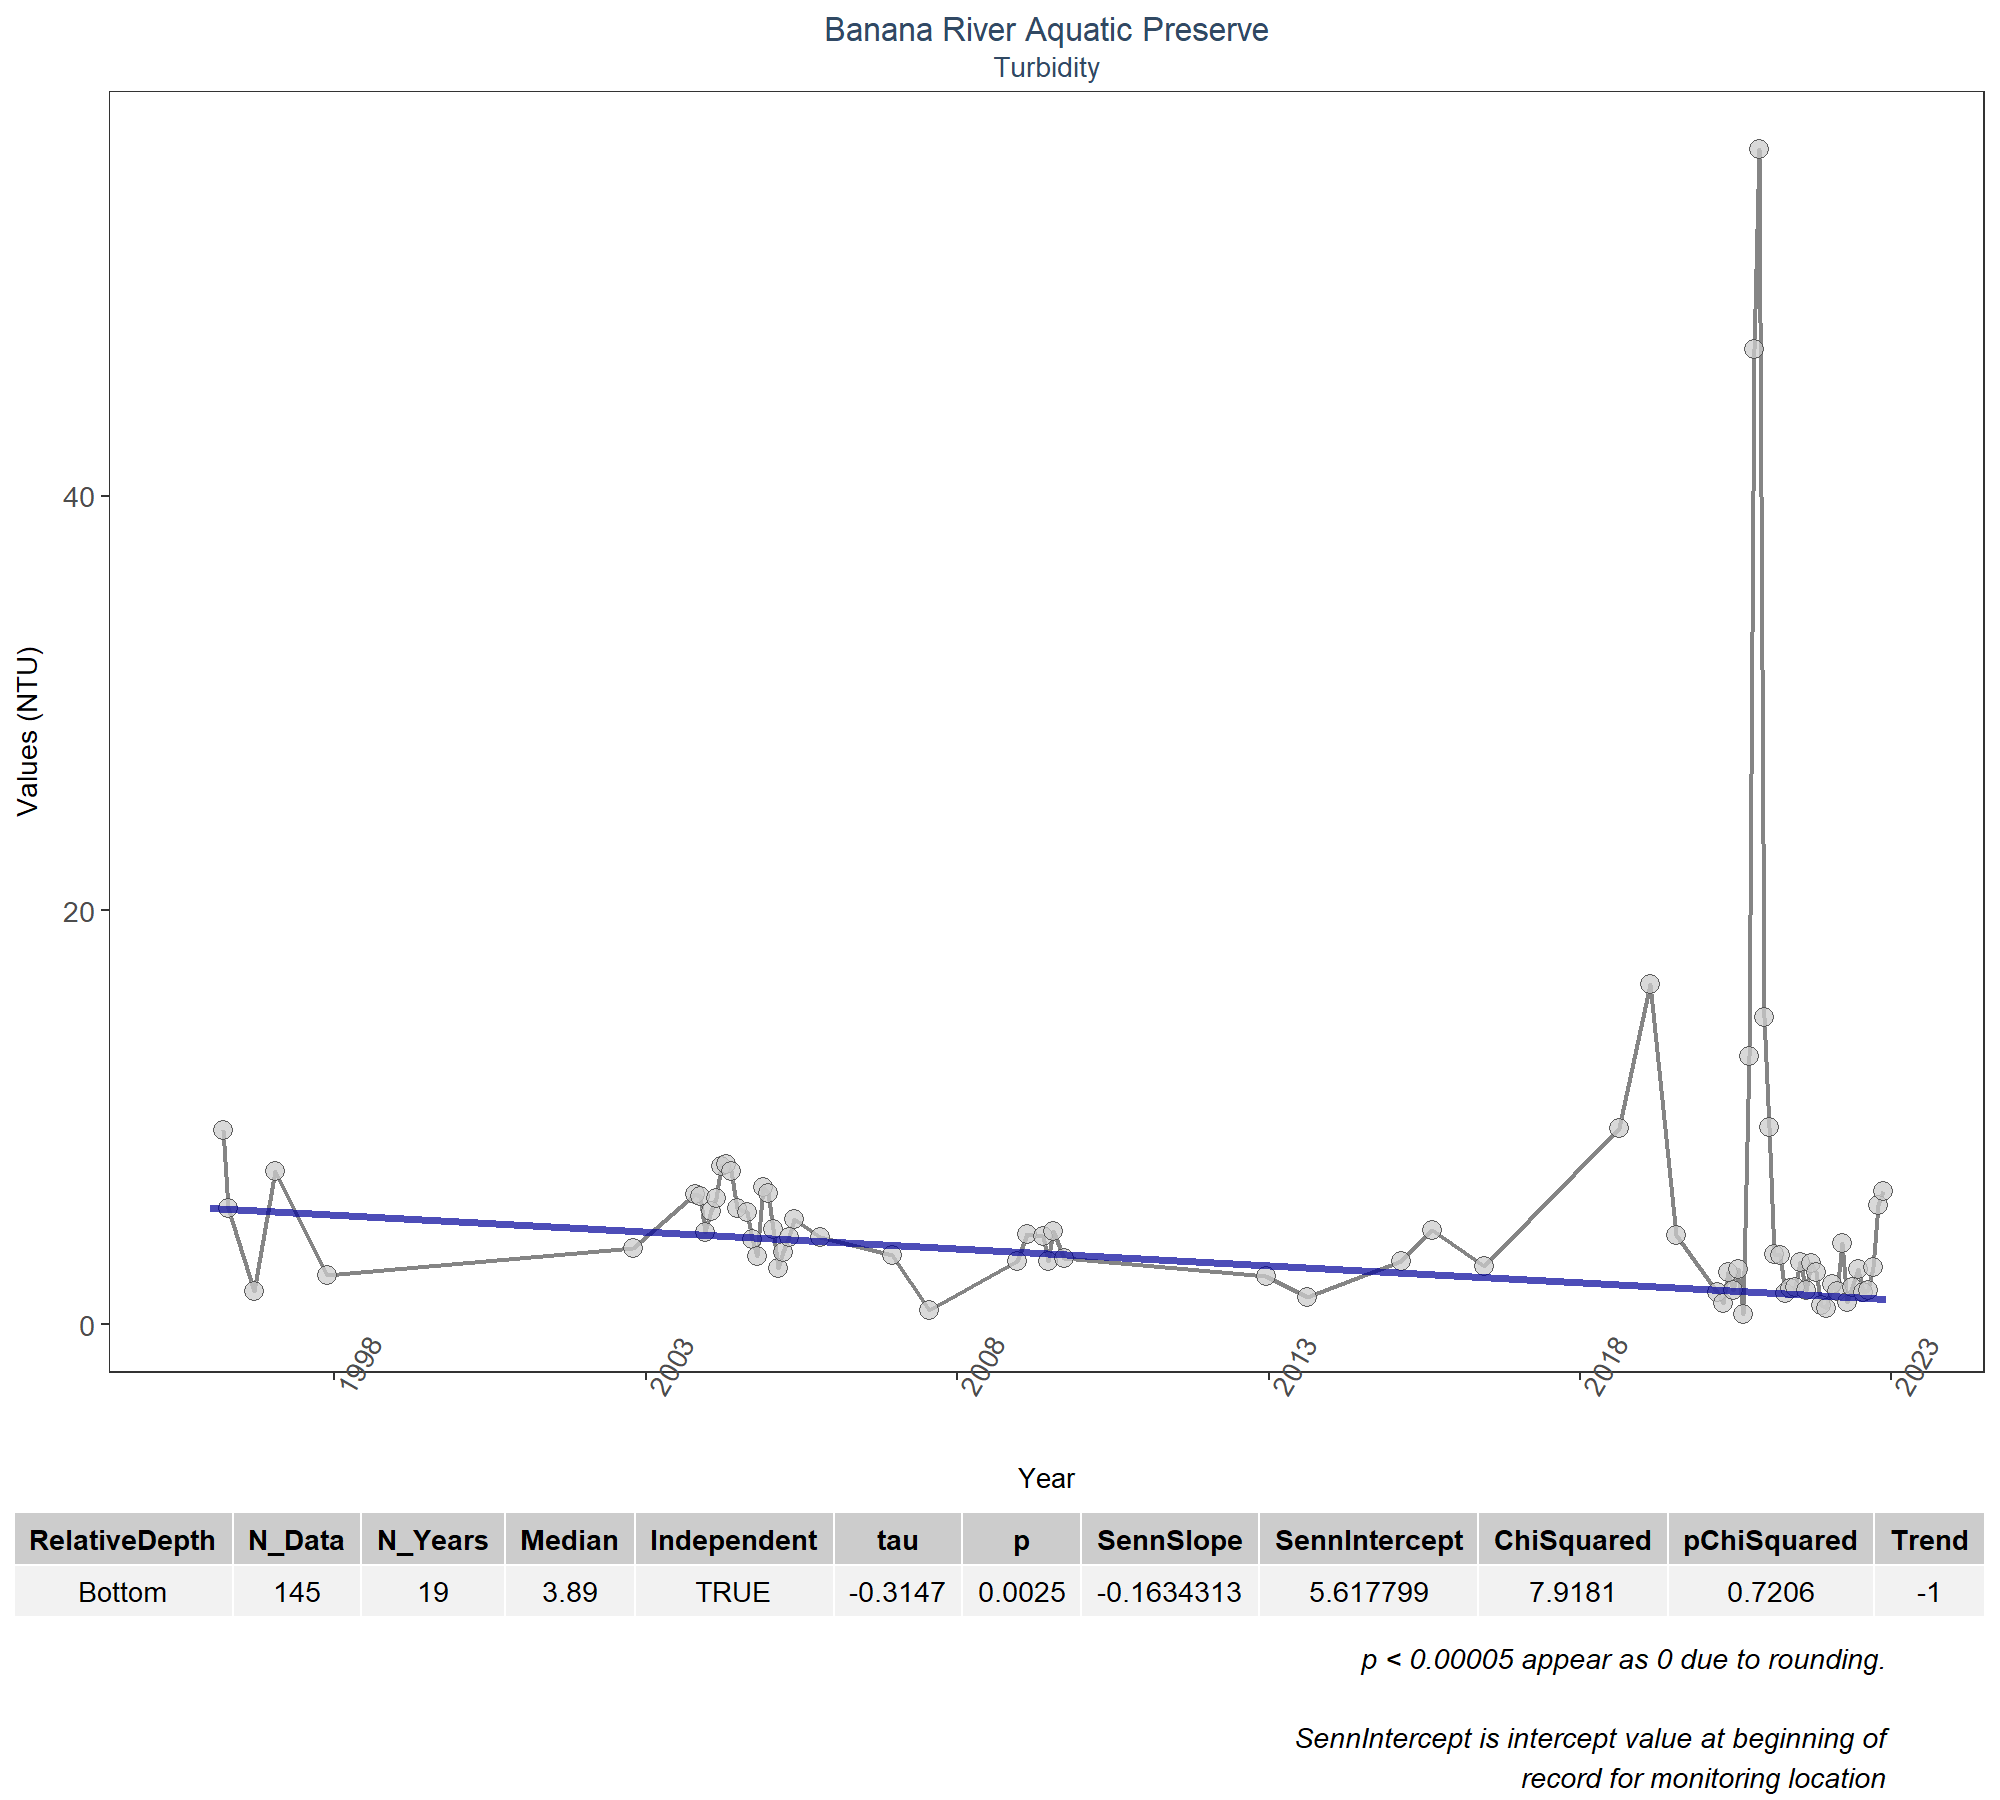 Banana River Aquatic Preserve
Turbidity
Values (NTU)
40
20
0
1998
2003
2008
2013
2018
2023
Year
RelativeDepth N_Data N_Years Median Independent tau p SennSlope SennIntercept ChiSquared pChiSquared Trend
Bottom 145 19 3.89 TRUE -0.3147 0.0025 -0.1634313 5.617799 7.9181 0.7206 -1
p < 0.00005 appear as 0 due to rounding.
SennIntercept is intercept value at beginning of
record for monitoring location